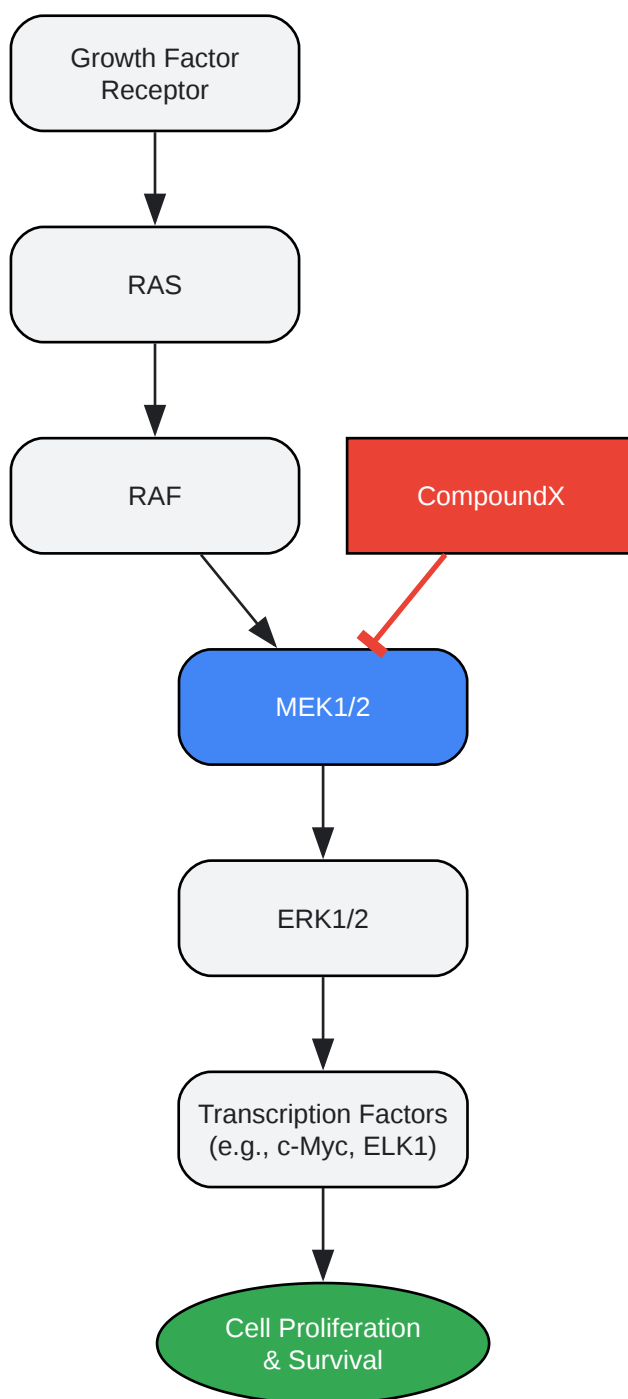 Growth Factor
Receptor
RAS
RAF
CompoundX
MEK1/2
ERK1/2
Transcription Factors
(e.g., c-Myc, ELK1)
Cell Proliferation
& Survival